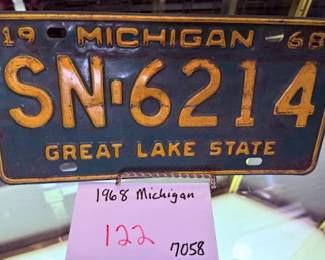 19 MICHIGAN 68
SN 6214
GREAT LAKE STATE
1968 Michigan
122
7058